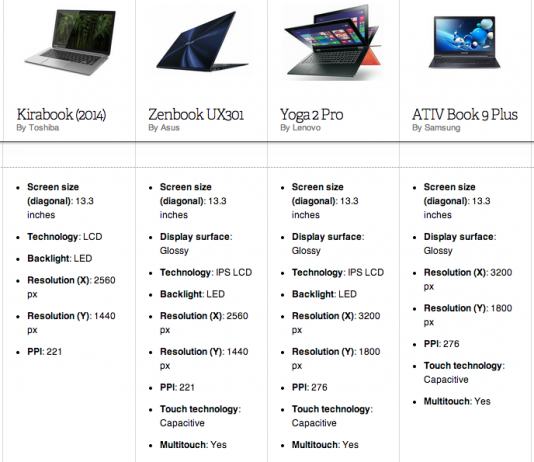 Kirabook (2014)
By Toshiba
Screen size
(diagonal): 13.3
inches
Technology: LCD
Backlight: LED
Resolution (X): 2560
px
Resolution (Y): 1440
px
PPI: 221
Zenbook UX301
By Asus
Screen size
(diagonal): 13.3
inches
Display surface:
Glossy
Technology: IPS LCD
Backlight: LED
Resolution (X): 2560
px
Resolution (Y): 1440
px
PPI: 221
Touch technology:
Capacitive
Multitouch: Yes
Yoga 2 Pro
By Lenovo
Screen size
(diagonal): 13.3
inches
Display surface:
Glossy
Technology: IPS LCD
Backlight: LED
Resolution (X): 3200
px
Resolution (Y): 1800
px
PPI: 276
Touch technology:
Capacitive
Multitouch: Yes
ATIV Book 9 Plus
By Samsung
Screen size
(diagonal): 13.3
inches
Display surface:
Glossy
Resolution (X): 3200
px
Resolution (Y): 1800
px
PPI: 276
Touch technology:
Capacitive
Multitouch: Yes